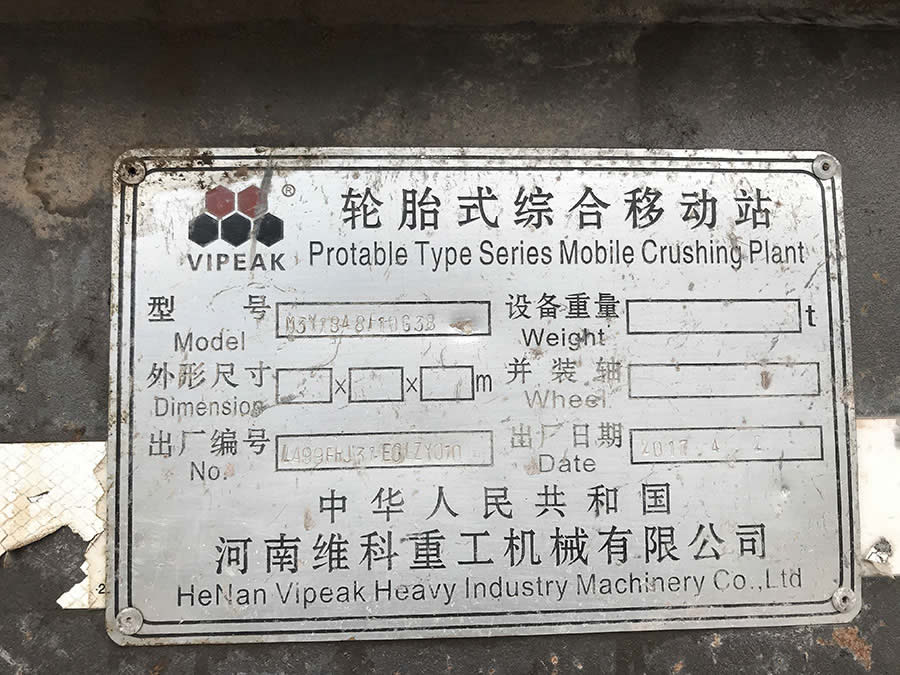 VIPEAK ®
轮胎式综合移动站
Protable Type Series Mobile Crushing Plant
型 号
Model
设备重量 t
Weight
外形尺寸 x x m
Dimension
并装轴
Wheel
出厂编号
No.
出厂日期 2017.4.2
Date
中华人民共和国
河南维科重工机械有限公司
HeNan Vipeak Heavy Industry Machinery Co.,Ltd